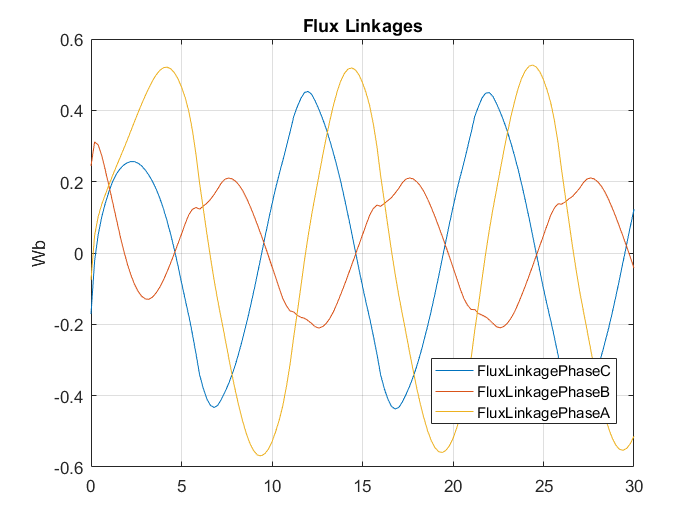 Flux Linkages
0.6
0.4
0.2
0
-0.2
-0.4
-0.6
Wb
FluxLinkagePhaseC
FluxLinkagePhaseB
FluxLinkagePhaseA
0 5 10 15 20 25 30